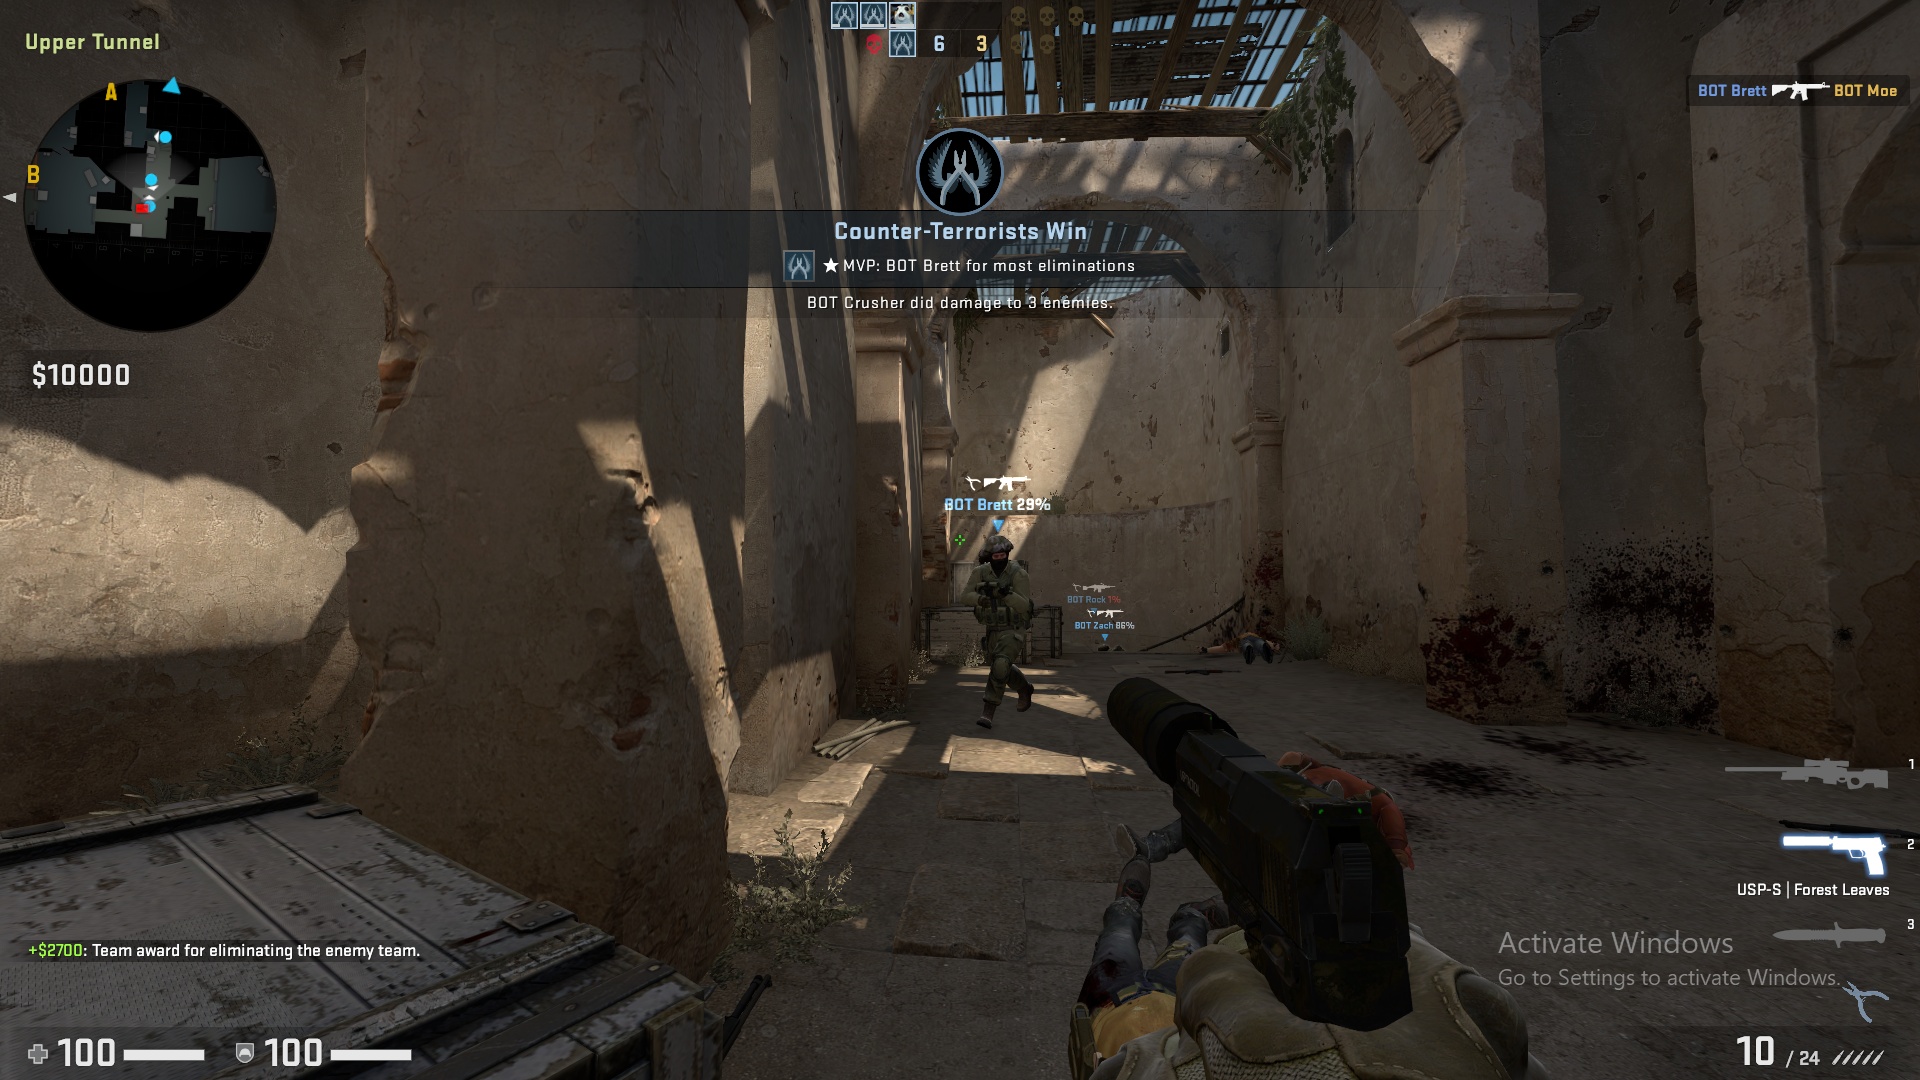 Upper Tunnel
6 3
A
B
BOT Brett BOT Moe
Counter-Terrorists Win
MVP: BOT Brett for most eliminations
BOT Crusher did damage to 3 enemies.
$10000
BOT Brett 29%
BOT Rock 1%
BOT Zach 86%
1
2
USP-S | Forest Leaves
3
+$2700: Team award for eliminating the enemy team.
Activate Windows
Go to Settings to activate Windows.
100 100
10 / 24